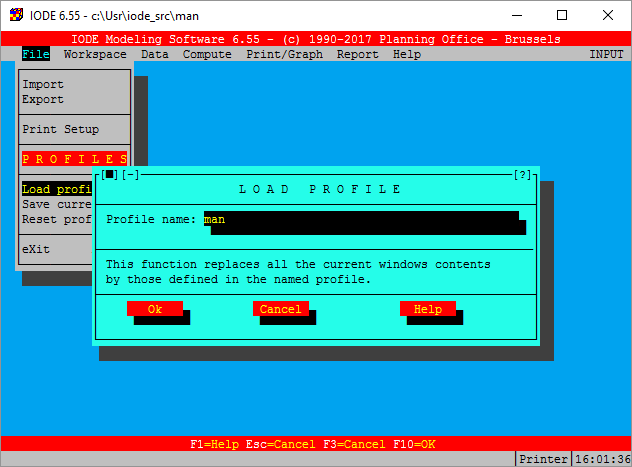 IODE 6.55 - c:\Usr\iode_src\man
IODE Modeling Software 6.55 - (c) 1990-2017 Planning Office - Brussels
File Workspace Data Compute Print/Graph Report Help INPUT
Import
Export
Print Setup
P R O F I L E S
Load profi
Save curre
Reset prof
eXit
[■][-] [?]
L O A D P R O F I L E
Profile name: man
This function replaces all the current windows contents
by those defined in the named profile.
Ok Cancel Help
F1=Help Esc=Cancel F3=Cancel F10=OK
Printer 16:01:36